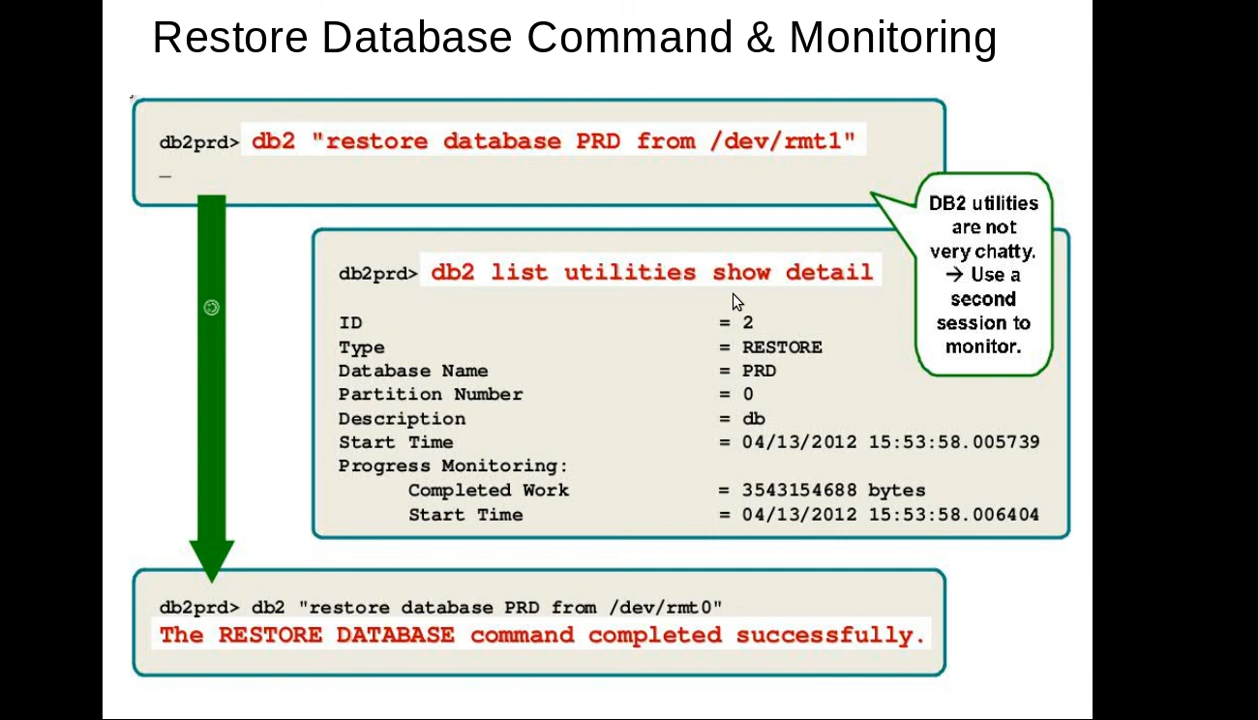 Restore Database Command & Monitoring
db2prd> db2 "restore database PRD from /dev/rmt1"
_
DB2 utilities
are not
very chatty.
→ Use a
second
session to
monitor.
db2prd> db2 list utilities show detail
ID = 2
Type = RESTORE
Database Name = PRD
Partition Number = 0
Description = db
Start Time = 04/13/2012 15:53:58.005739
Progress Monitoring:
Completed Work = 3543154688 bytes
Start Time = 04/13/2012 15:53:58.006404
db2prd> db2 "restore database PRD from /dev/rmt0"
The RESTORE DATABASE command completed successfully.